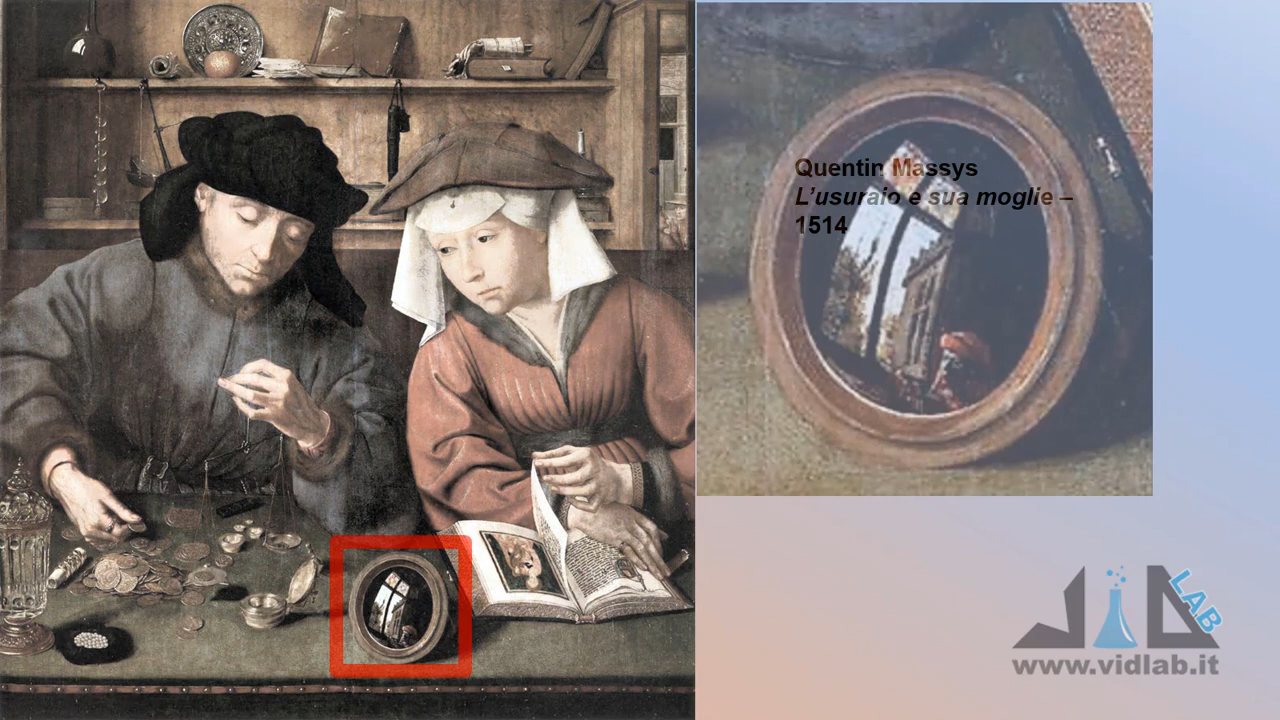 Quentin Massys
L’usuraio e sua moglie –
1514
LAB
www.vidlab.it